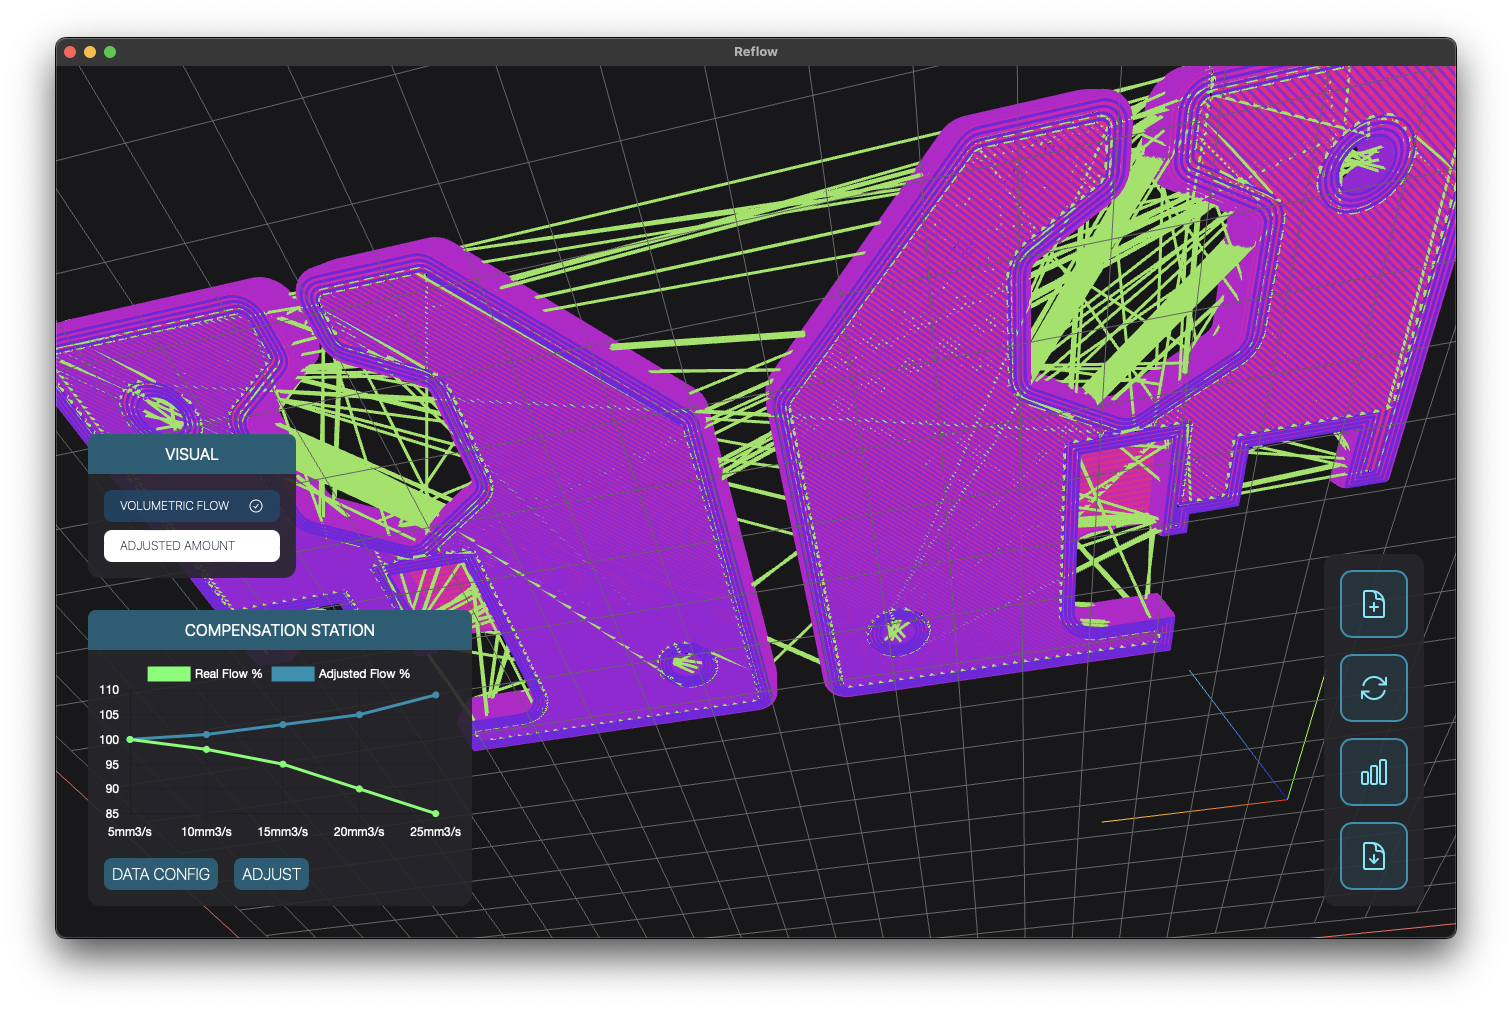 Reflow
VISUAL
VOLUMETRIC FLOW
ADJUSTED AMOUNT
COMPENSATION STATION
Real Flow % Adjusted Flow %
110
105
100
95
90
85
5mm3/s 10mm3/s 15mm3/s 20mm3/s 25mm3/s
DATA CONFIG ADJUST